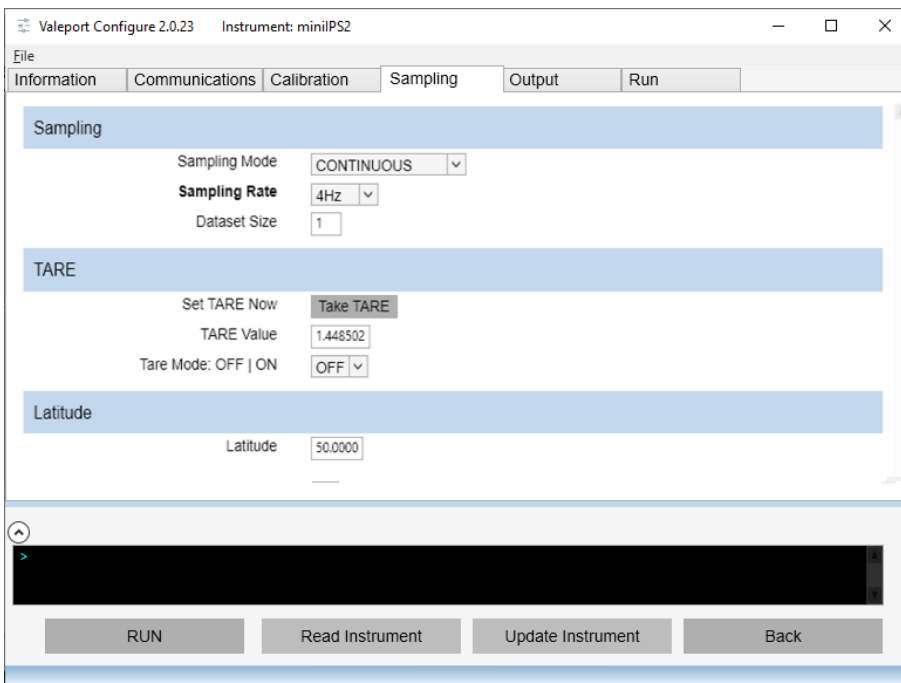 Valeport Configure 2.0.23 Instrument: miniIPS2
File
Information Communications Calibration Sampling Output Run
Sampling
Sampling Mode CONTINUOUS
Sampling Rate 4Hz
Dataset Size 1
TARE
Set TARE Now Take TARE
TARE Value 1.448502
Tare Mode: OFF | ON OFF
Latitude
Latitude 50.0000
>
RUN Read Instrument Update Instrument Back